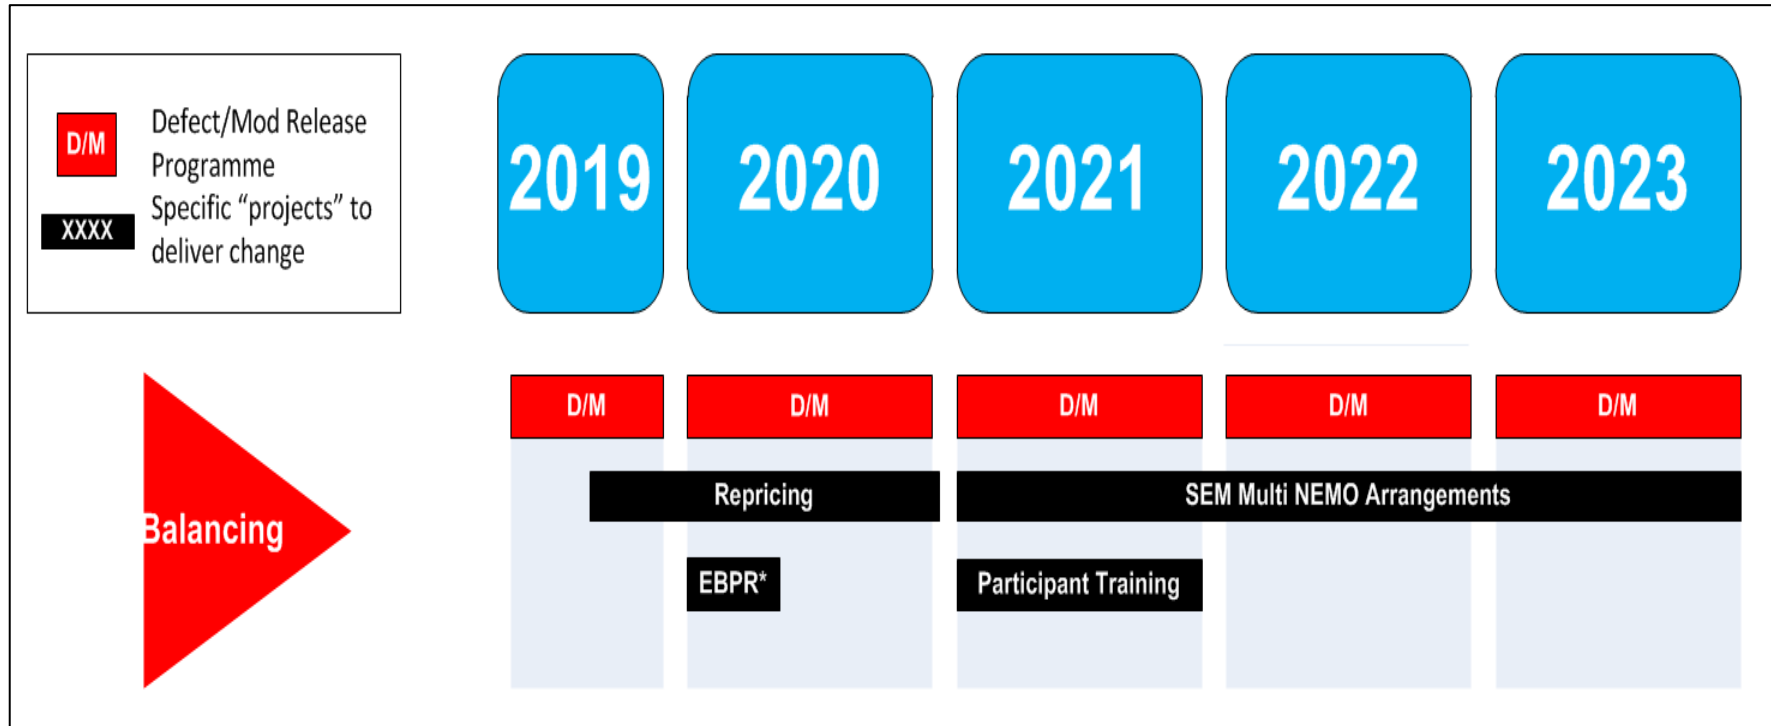 D/M
Defect/Mod Release
Programme
XXXX
Specific “projects” to
deliver change
2019
2020
2021
2022
2023
Balancing
D/M
D/M
D/M
D/M
D/M
Repricing
SEM Multi NEMO Arrangements
EBPR*
Participant Training